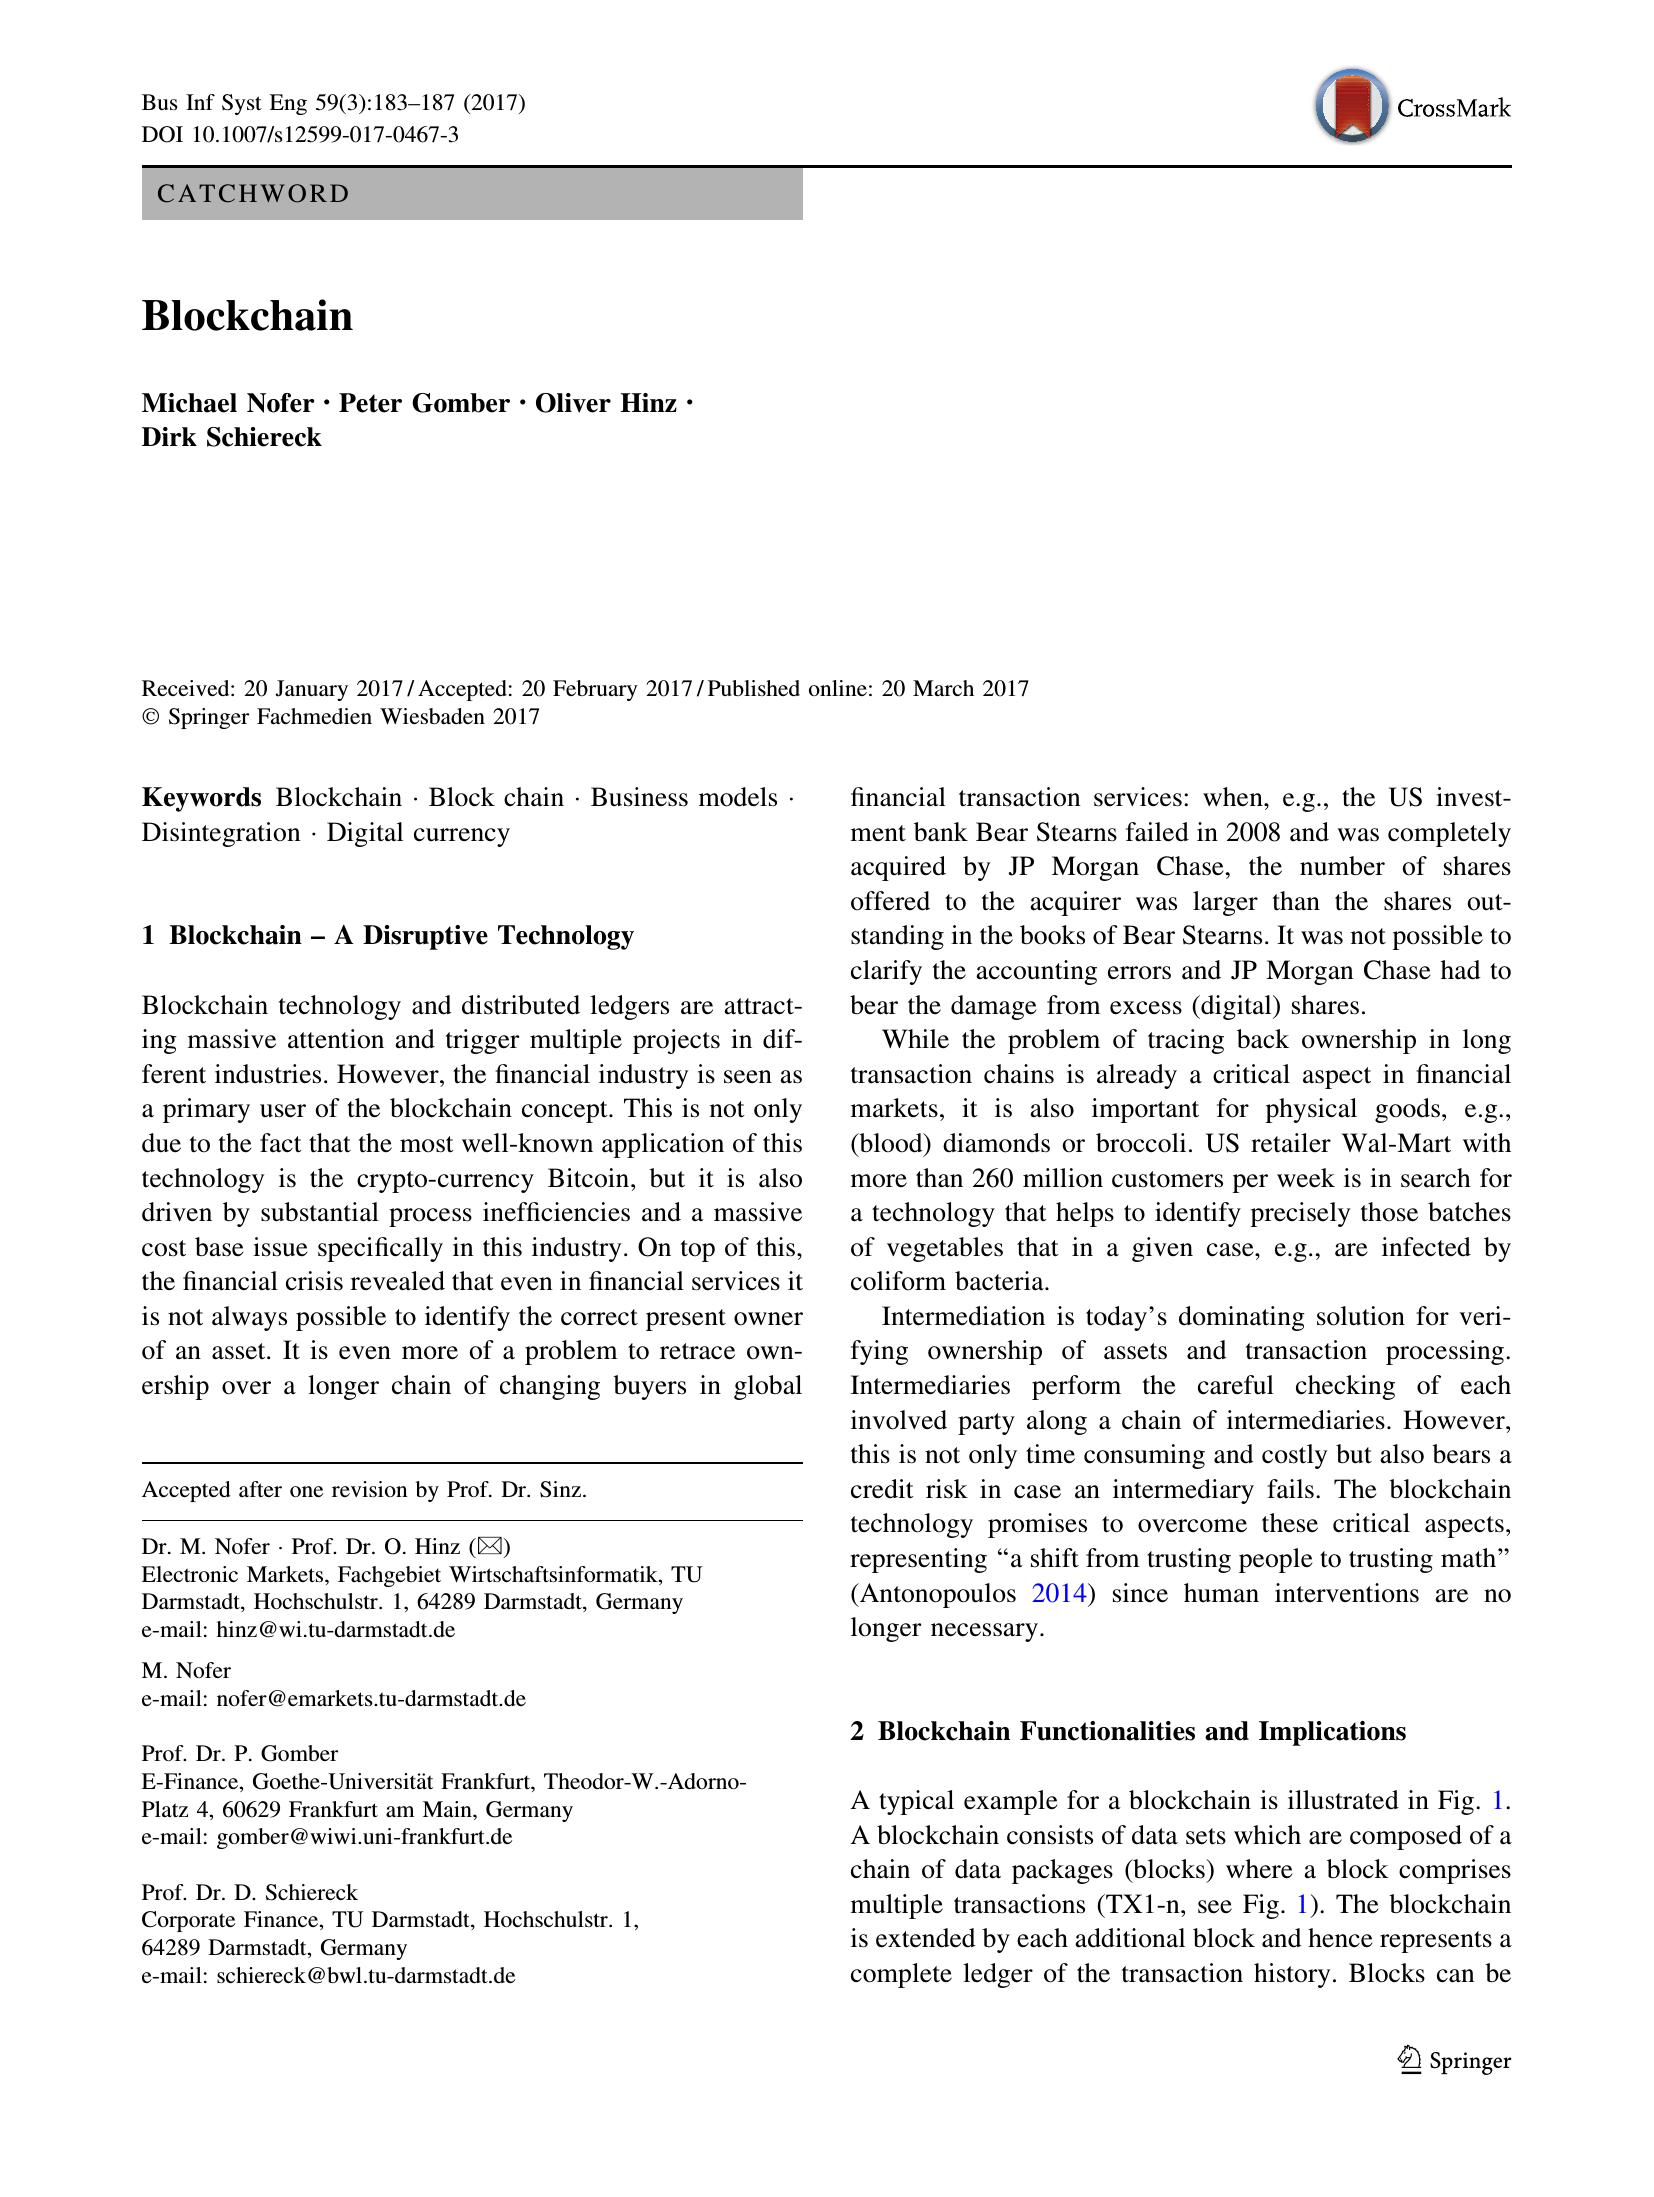 Bus Inf Syst Eng 59(3):183–187 (2017)
DOI 10.1007/s12599-017-0467-3
CrossMark
CATCHWORD
Blockchain
Michael Nofer · Peter Gomber · Oliver Hinz ·
Dirk Schiereck
Received: 20 January 2017 / Accepted: 20 February 2017 / Published online: 20 March 2017
© Springer Fachmedien Wiesbaden 2017
Keywords Blockchain · Block chain · Business models ·
Disintegration · Digital currency
1 Blockchain – A Disruptive Technology
Blockchain technology and distributed ledgers are attract-
ing massive attention and trigger multiple projects in dif-
ferent industries. However, the financial industry is seen as
a primary user of the blockchain concept. This is not only
due to the fact that the most well-known application of this
technology is the crypto-currency Bitcoin, but it is also
driven by substantial process inefficiencies and a massive
cost base issue specifically in this industry. On top of this,
the financial crisis revealed that even in financial services it
is not always possible to identify the correct present owner
of an asset. It is even more of a problem to retrace own-
ership over a longer chain of changing buyers in global
Accepted after one revision by Prof. Dr. Sinz.
Dr. M. Nofer · Prof. Dr. O. Hinz (✉)
Electronic Markets, Fachgebiet Wirtschaftsinformatik, TU
Darmstadt, Hochschulstr. 1, 64289 Darmstadt, Germany
e-mail: hinz@wi.tu-darmstadt.de
M. Nofer
e-mail: nofer@emarkets.tu-darmstadt.de
Prof. Dr. P. Gomber
E-Finance, Goethe-Universität Frankfurt, Theodor-W.-Adorno-
Platz 4, 60629 Frankfurt am Main, Germany
e-mail: gomber@wiwi.uni-frankfurt.de
Prof. Dr. D. Schiereck
Corporate Finance, TU Darmstadt, Hochschulstr. 1,
64289 Darmstadt, Germany
e-mail: schiereck@bwl.tu-darmstadt.de
financial transaction services: when, e.g., the US invest-
ment bank Bear Stearns failed in 2008 and was completely
acquired by JP Morgan Chase, the number of shares
offered to the acquirer was larger than the shares out-
standing in the books of Bear Stearns. It was not possible to
clarify the accounting errors and JP Morgan Chase had to
bear the damage from excess (digital) shares.
While the problem of tracing back ownership in long
transaction chains is already a critical aspect in financial
markets, it is also important for physical goods, e.g.,
(blood) diamonds or broccoli. US retailer Wal-Mart with
more than 260 million customers per week is in search for
a technology that helps to identify precisely those batches
of vegetables that in a given case, e.g., are infected by
coliform bacteria.
Intermediation is today’s dominating solution for veri-
fying ownership of assets and transaction processing.
Intermediaries perform the careful checking of each
involved party along a chain of intermediaries. However,
this is not only time consuming and costly but also bears a
credit risk in case an intermediary fails. The blockchain
technology promises to overcome these critical aspects,
representing “a shift from trusting people to trusting math”
(Antonopoulos 2014) since human interventions are no
longer necessary.
2 Blockchain Functionalities and Implications
A typical example for a blockchain is illustrated in Fig. 1.
A blockchain consists of data sets which are composed of a
chain of data packages (blocks) where a block comprises
multiple transactions (TX1-n, see Fig. 1). The blockchain
is extended by each additional block and hence represents a
complete ledger of the transaction history. Blocks can be
Springer